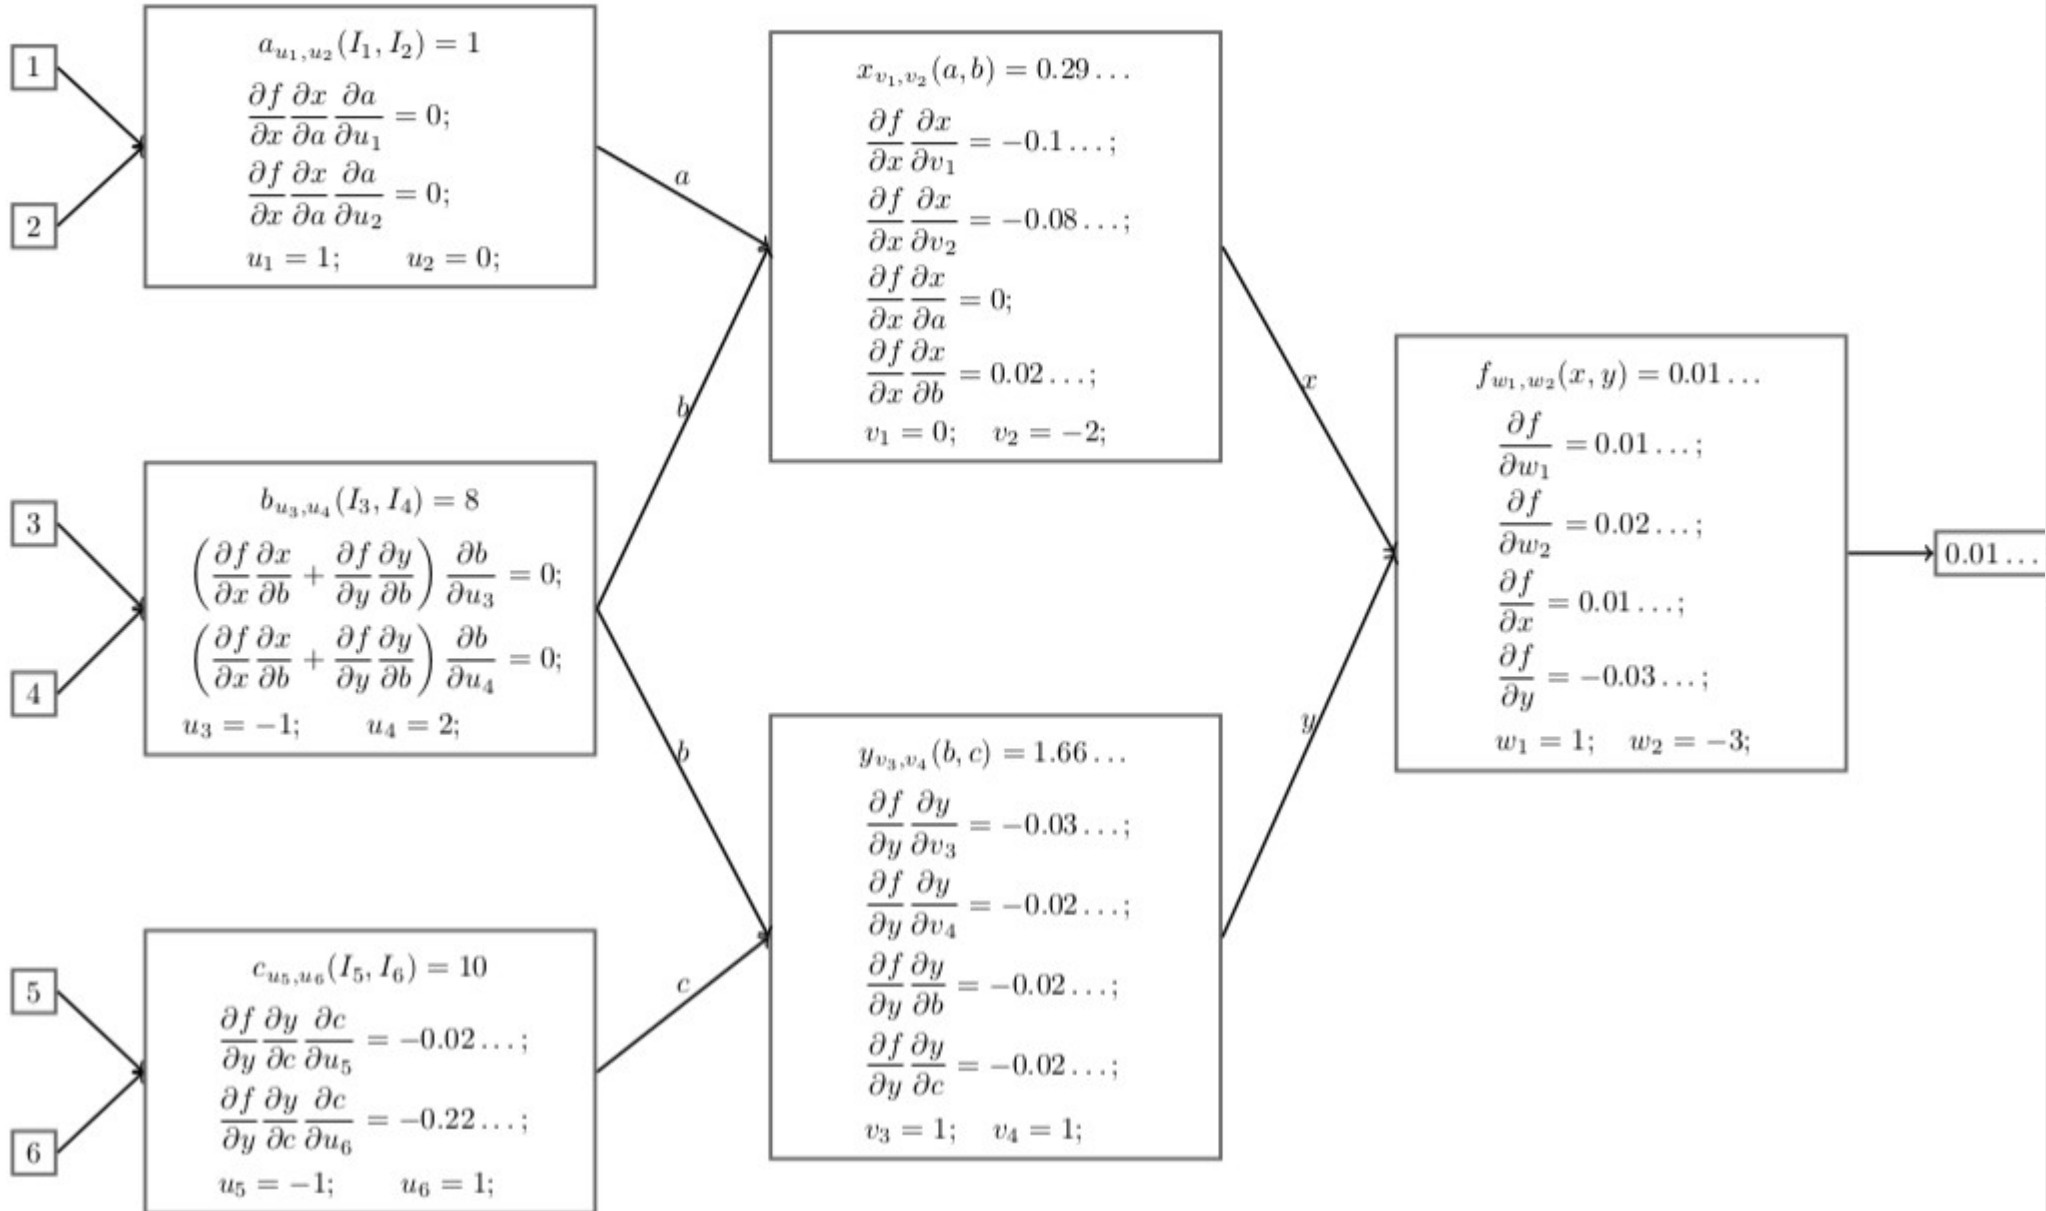 1
2
a_{u_1,u_2}(I_1, I_2) = 1
∂f/∂x ∂x/∂a ∂a/∂u_1 = 0;
∂f/∂x ∂x/∂a ∂a/∂u_2 = 0;
u_1 = 1; u_2 = 0;
3
4
b_{u_3,u_4}(I_3, I_4) = 8
(∂f/∂x ∂x/∂b + ∂f/∂y ∂y/∂b) ∂b/∂u_3 = 0;
(∂f/∂x ∂x/∂b + ∂f/∂y ∂y/∂b) ∂b/∂u_4 = 0;
u_3 = −1; u_4 = 2;
5
6
c_{u_5,u_6}(I_5, I_6) = 10
∂f/∂y ∂y/∂c ∂c/∂u_5 = −0.02...;
∂f/∂y ∂y/∂c ∂c/∂u_6 = −0.22...;
u_5 = −1; u_6 = 1;
a
b
b
c
x_{v_1,v_2}(a, b) = 0.29...
∂f/∂x ∂x/∂v_1 = −0.1...;
∂f/∂x ∂x/∂v_2 = −0.08...;
∂f/∂x ∂x/∂a = 0;
∂f/∂x ∂x/∂b = 0.02...;
v_1 = 0; v_2 = −2;
y_{v_3,v_4}(b, c) = 1.66...
∂f/∂y ∂y/∂v_3 = −0.03...;
∂f/∂y ∂y/∂v_4 = −0.02...;
∂f/∂y ∂y/∂b = −0.02...;
∂f/∂y ∂y/∂c = −0.02...;
v_3 = 1; v_4 = 1;
x
y
f_{w_1,w_2}(x, y) = 0.01...
∂f/∂w_1 = 0.01...;
∂f/∂w_2 = 0.02...;
∂f/∂x = 0.01...;
∂f/∂y = −0.03...;
w_1 = 1; w_2 = −3;
0.01...